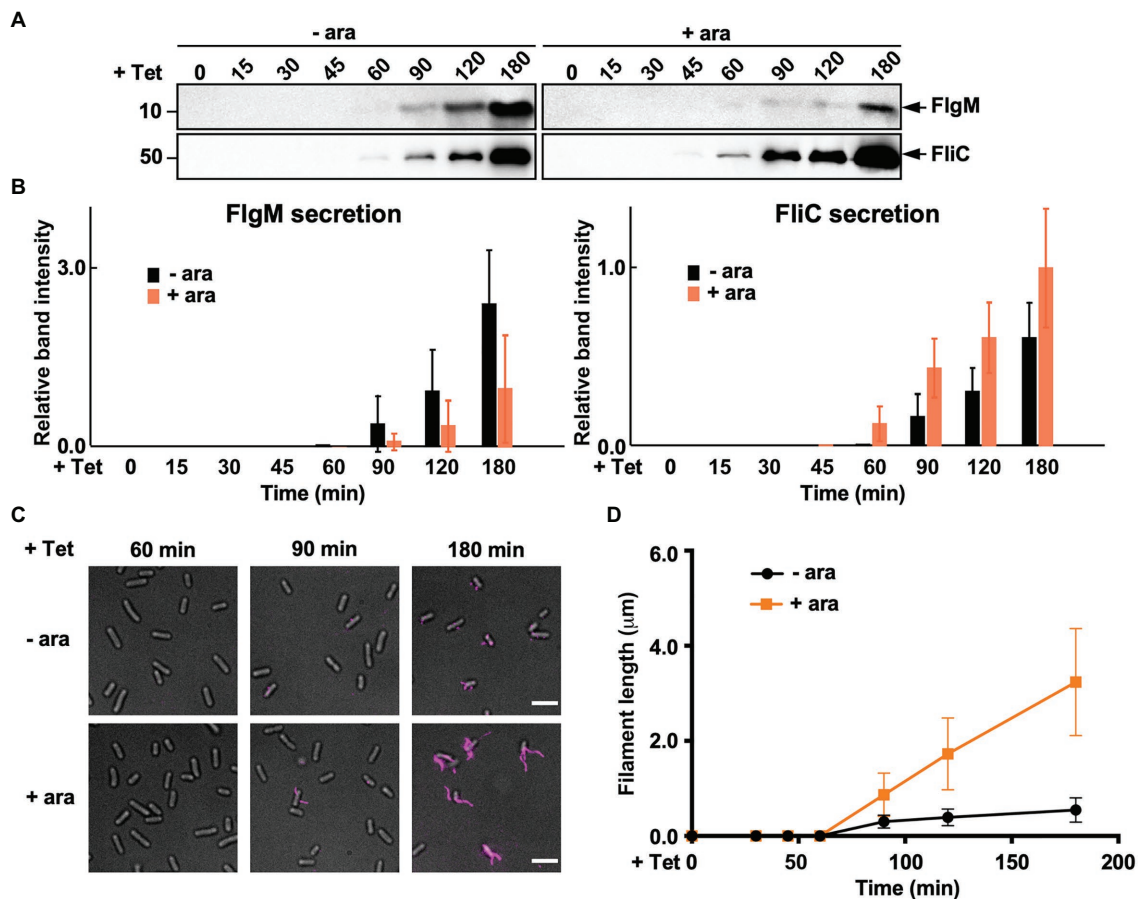 A
- ara + ara
+ Tet 0 15 30 45 60 90 120 180 0 15 30 45 60 90 120 180
10 FlgM
50 FliC
B
FlgM secretion
Relative band intensity
3.0
0.0
- ara
+ ara
+ Tet 0 15 30 45 60 90 120 180
Time (min)
FliC secretion
Relative band intensity
1.0
0.0
- ara
+ ara
+ Tet 0 15 30 45 60 90 120 180
Time (min)
C
+ Tet 60 min 90 min 180 min
- ara
+ ara
D
Filament length (μm)
6.0
4.0
2.0
0.0
- ara
+ ara
+ Tet 0 50 100 150 200
Time (min)